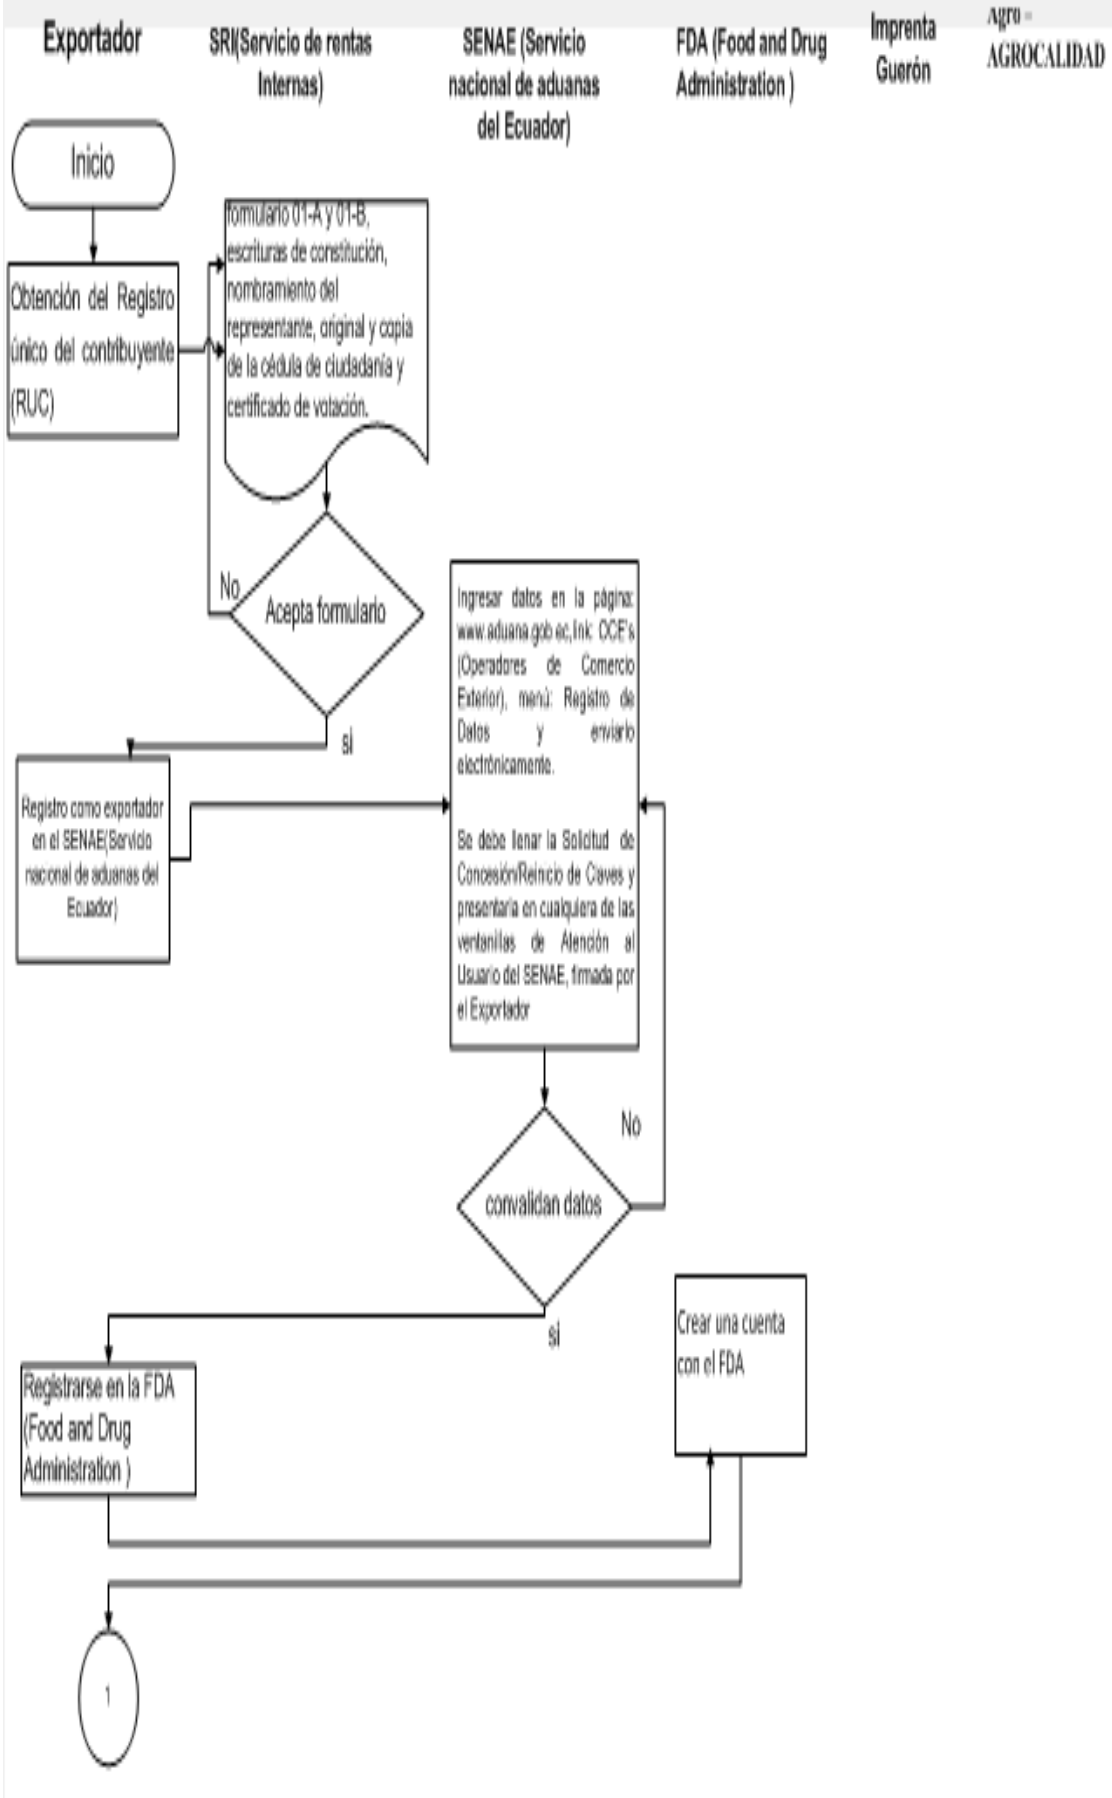 Exportador
SRI(Servicio de rentas
Internas)
SENAE (Servicio
nacional de aduanas
del Ecuador)
FDA (Food and Drug
Administration )
Imprenta
Guerón
Agro –
AGROCALIDAD
Inicio
Obtención del Registro
único del contribuyente
(RUC)
formulario 01-A y 01-B,
escrituras de constitución,
nombramiento del
representante, original y copia
de la cédula de ciudadanía y
certificado de votación.
No
Acepta formulario
si
Registro como exportador
en el SENAE(Servicio
nacional de aduanas del
Ecuador)
Ingresar datos en la página:
www.aduana.gob.ec,link: OCE's
(Operadores de Comercio
Exterior), menú: Registro de
Datos y enviarlo
electrónicamente.
Se debe llenar la Solicitud de
Concesión/Reinicio de Claves y
presentarla en cualquiera de las
ventanillas de Atención al
Usuario del SENAE, firmada por
el Exportador
No
convalidan datos
si
Registrarse en la FDA
(Food and Drug
Administration )
Crear una cuenta
con el FDA
1